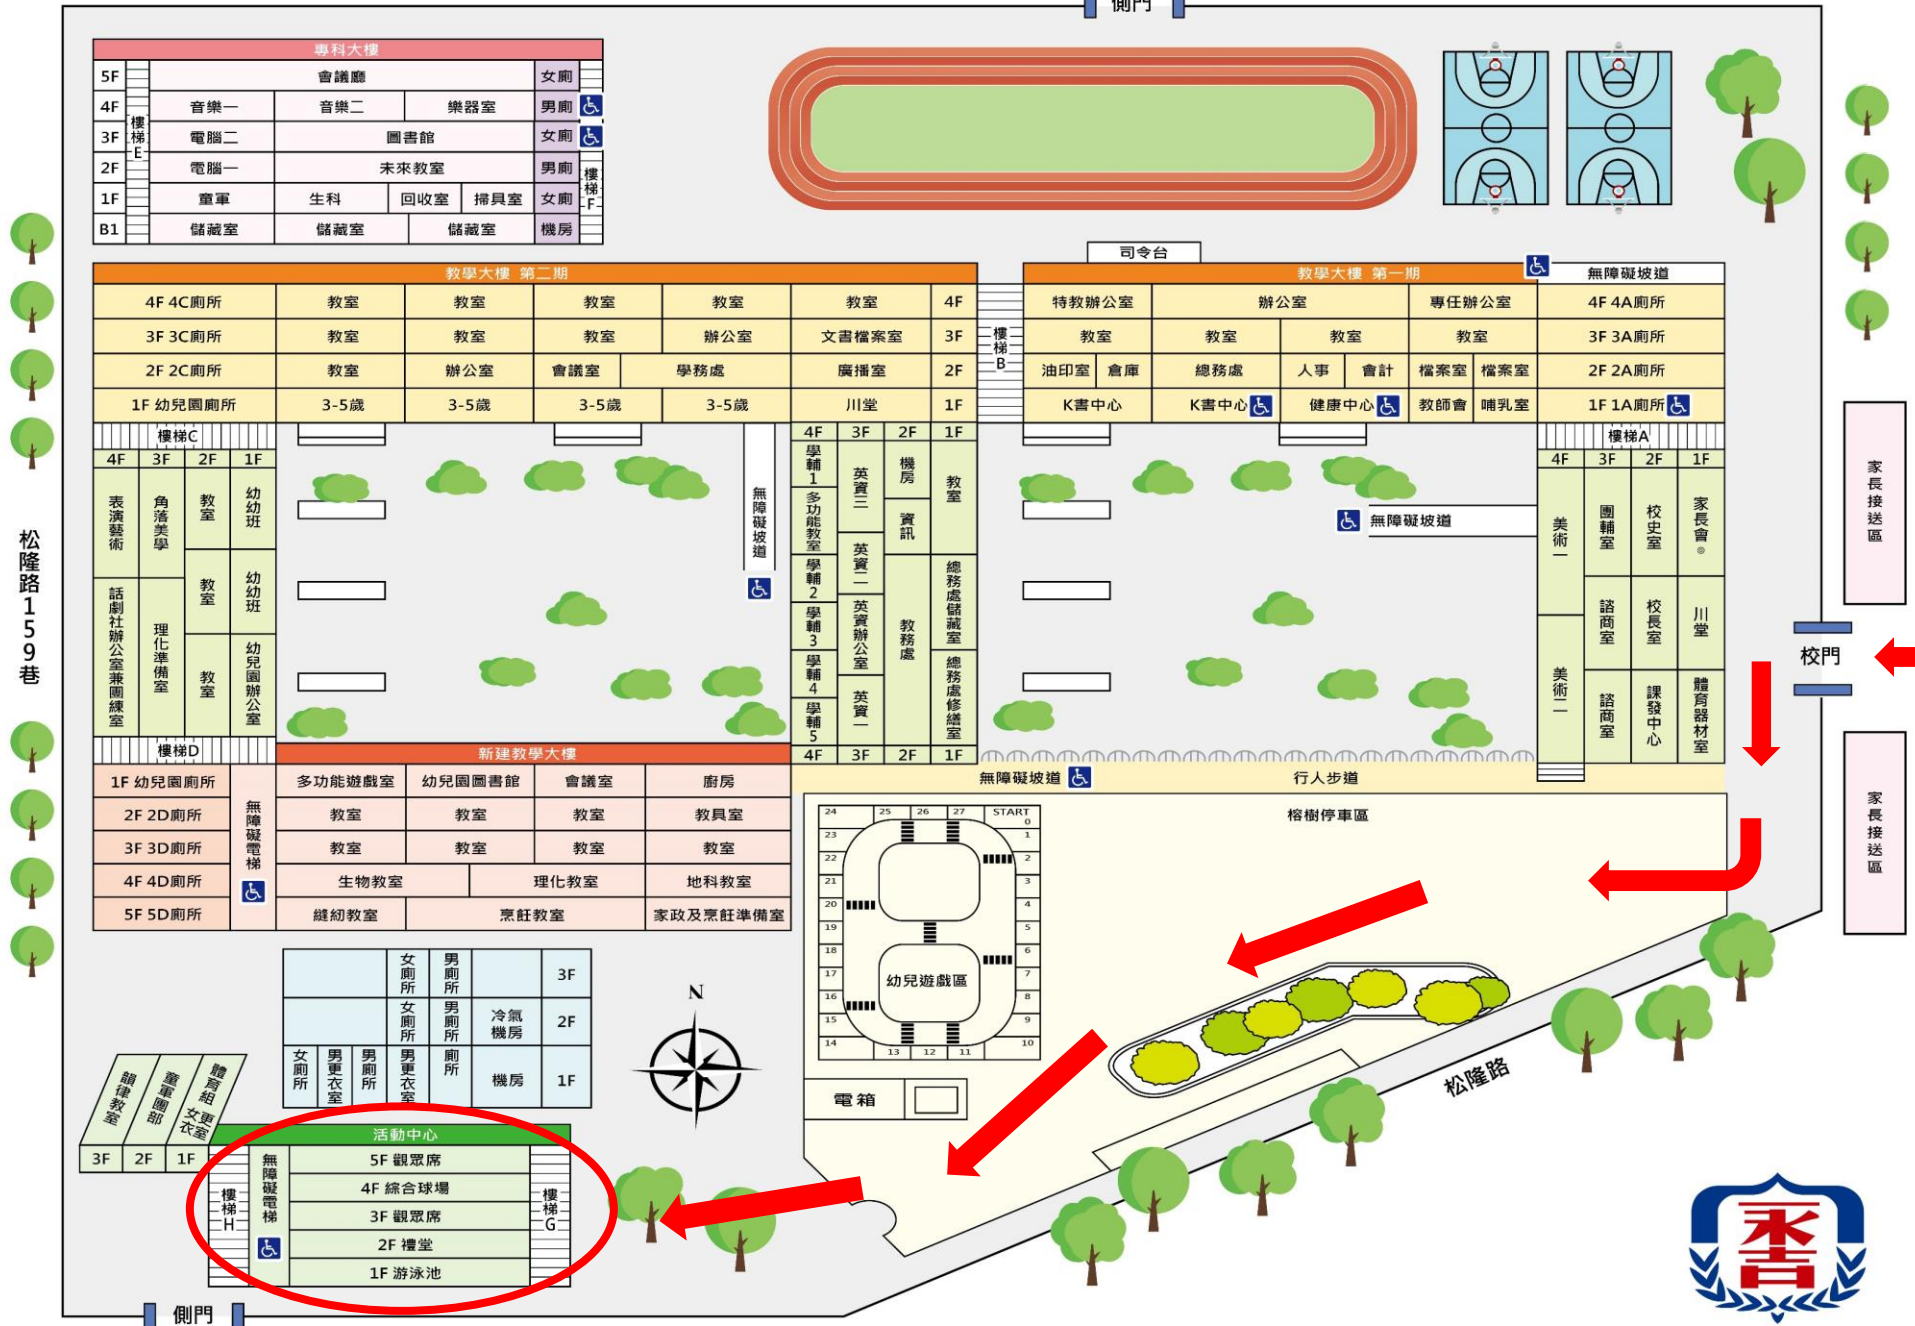 側門
專科大樓
5F 會議廳 女廁
4F 音樂一 音樂二 樂器室 男廁
3F 電腦二 圖書館 女廁
2F 電腦一 未來教室 男廁
1F 童軍 生科 回收室 掃具室 女廁
B1 儲藏室 儲藏室 儲藏室 機房
樓梯E
樓梯F
司令台
教學大樓 第二期
4F 4C廁所 教室 教室 教室 教室 教室 4F
3F 3C廁所 教室 教室 教室 辦公室 文書檔案室 3F
2F 2C廁所 教室 辦公室 會議室 學務處 廣播室 2F
1F 幼兒園廁所 3-5歲 3-5歲 3-5歲 3-5歲 川堂 1F
樓梯B
教學大樓 第一期 無障礙坡道
特教辦公室 辦公室 專任辦公室 4F 4A廁所
教室 教室 教室 教室 3F 3A廁所
油印室 倉庫 總務處 人事 會計 檔案室 檔案室 2F 2A廁所
K書中心 K書中心 健康中心 教師會 哺乳室 1F 1A廁所
樓梯C
4F 3F 2F 1F
表演藝術
話劇社辦公室兼團練室
角落美學
理化準備室
教室
教室
教室
幼幼班
幼幼班
幼兒園辦公室
樓梯D
無障礙坡道
4F 3F 2F 1F
學輔1
多功能教室
學輔2
學輔3
學輔4
學輔5
英資三
英資二
英資辦公室
英資一
機房
資訊
教務處
教室
總務處儲藏室
總務處修繕室
4F 3F 2F 1F
無障礙坡道
樓梯A
4F 3F 2F 1F
美術一
美術二
團輔室
諮商室
諮商室
校史室
校長室
課發中心
家長會
川堂
體育器材室
家長接送區
校門
家長接送區
松隆路159巷
新建教學大樓
1F 幼兒園廁所 多功能遊戲室 幼兒園圖書館 會議室 廚房
2F 2D廁所 教室 教室 教室 教具室
3F 3D廁所 教室 教室 教室 教室
4F 4D廁所 生物教室 理化教室 地科教室
5F 5D廁所 縫紉教室 烹飪教室 家政及烹飪準備室
無障礙電梯
無障礙坡道 行人步道
榕樹停車區
24 25 26 27 START 0
23 1
22 2
21 3
20 4
19 5
18 6
17 7
16 8
15 9
14 13 12 11 10
幼兒遊戲區
電箱
松隆路
N
女廁所 男廁所 3F
女廁所 男廁所 冷氣機房 2F
女廁所 男更衣室 男廁所 男更衣室 廁所 機房 1F
韻律教室
童軍團部
體育組 女更衣室
3F 2F 1F
活動中心
5F 觀眾席
4F 綜合球場
3F 觀眾席
2F 禮堂
1F 游泳池
樓梯H
無障礙電梯
樓梯G
側門